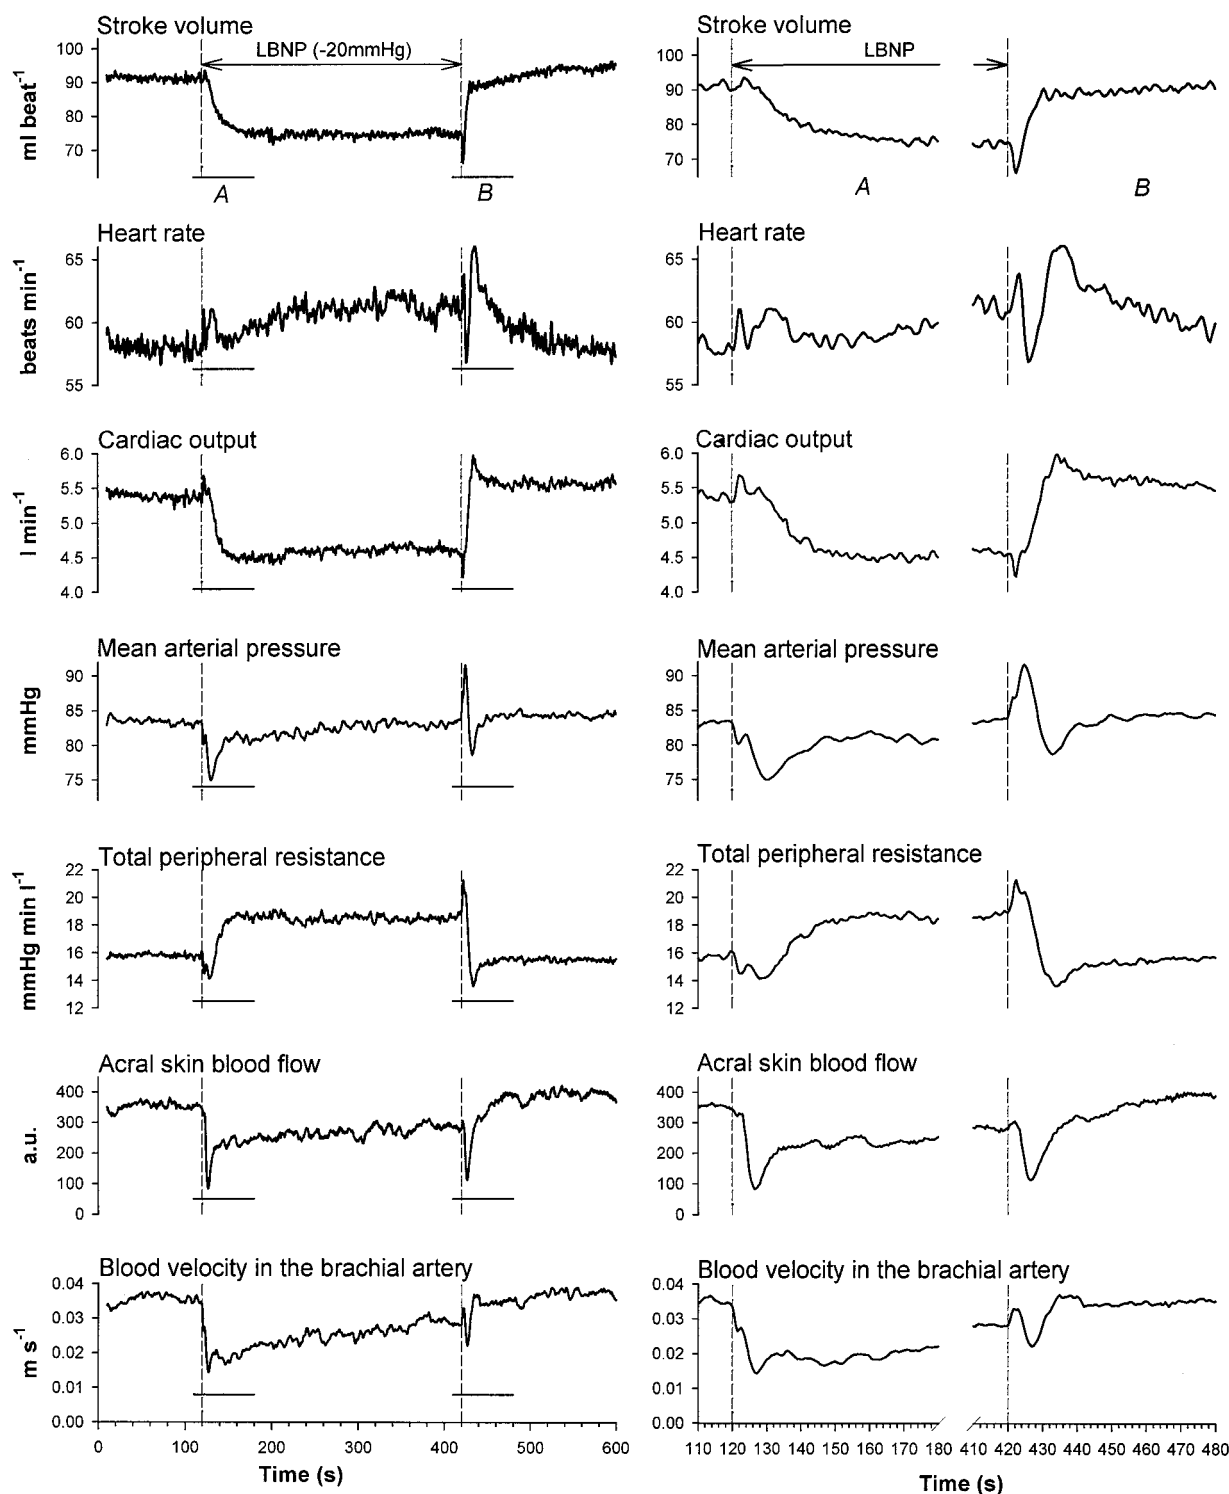 Stroke volume
Stroke volume
LBNP (-20mmHg)
LBNP
100
90
80
70
100
90
80
70
ml beat⁻¹
A
B
A
B
Heart rate
Heart rate
65
60
55
65
60
55
beats min⁻¹
Cardiac output
Cardiac output
6.0
5.5
5.0
4.5
4.0
6.0
5.5
5.0
4.5
4.0
l min⁻¹
Mean arterial pressure
Mean arterial pressure
90
85
80
75
90
85
80
75
mmHg
Total peripheral resistance
Total peripheral resistance
22
20
18
16
14
12
22
20
18
16
14
12
mmHg min l⁻¹
Acral skin blood flow
Acral skin blood flow
400
300
200
100
0
400
300
200
100
0
a.u.
Blood velocity in the brachial artery
Blood velocity in the brachial artery
0.04
0.03
0.02
0.01
0.00
0.04
0.03
0.02
0.01
0.00
m s⁻¹
0 100 200 300 400 500 600
110 120 130 140 150 160 170 180
410 420 430 440 450 460 470 480
Time (s)
Time (s)